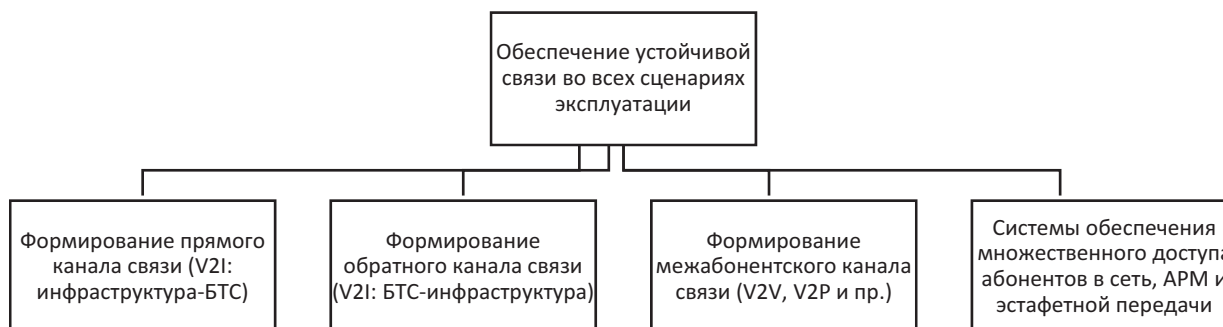 Обеспечение устойчивой
связи во всех сценариях
эксплуатации
Формирование прямого
канала связи (V2I:
инфраструктура-БТС)
Формирование
обратного канала связи
(V2I: БТС-инфраструктура)
Формирование
межабонентского канала
связи (V2V, V2P и пр.)
Системы обеспечения
множественного доступа
абонентов в сеть, АРМ и
эстафетной передачи